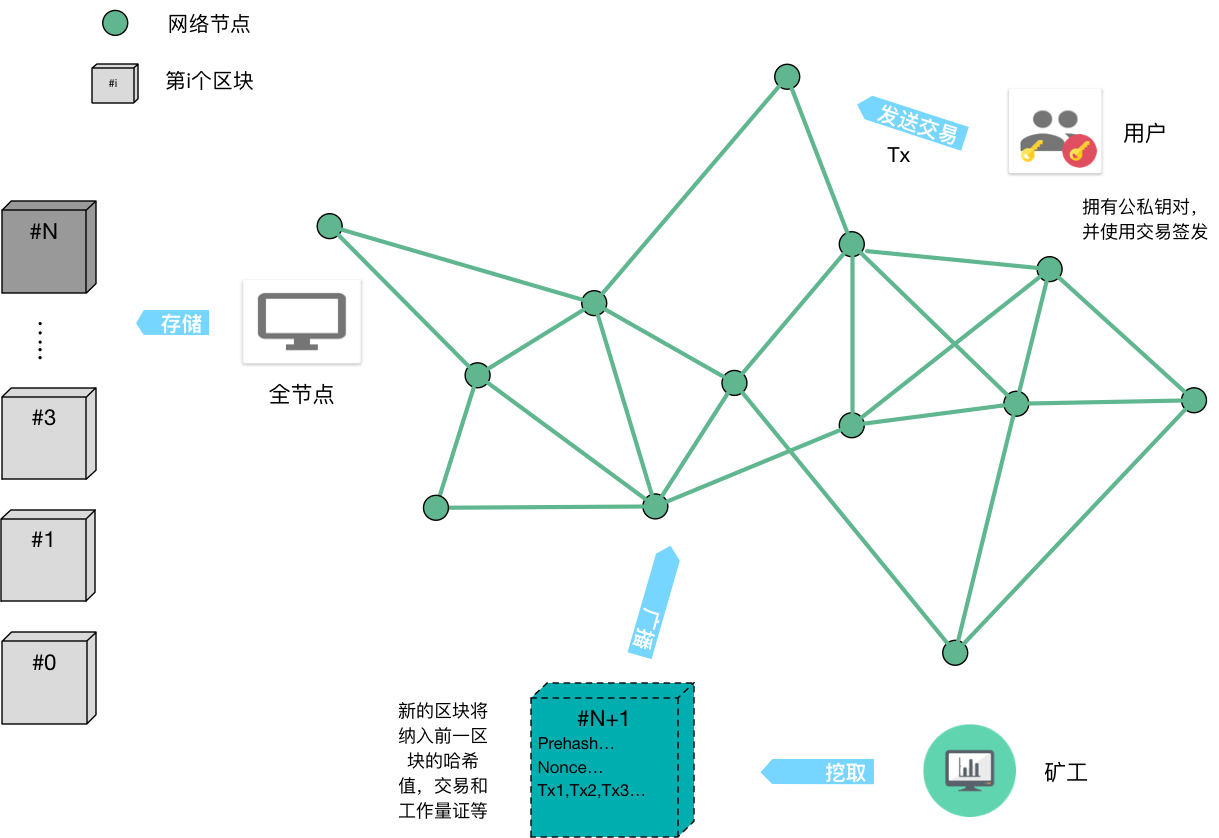 网络节点
#i
第i个区块
发送交易
Tx
用户
拥有公私钥对，
并使用交易签发
#N
存储
全节点
#3
#1
#0
广播
新的区块将
纳入前一区
块的哈希
值，交易和
工作量证等
#N+1
Prehash…
Nonce…
Tx1,Tx2,Tx3…
挖取
矿工